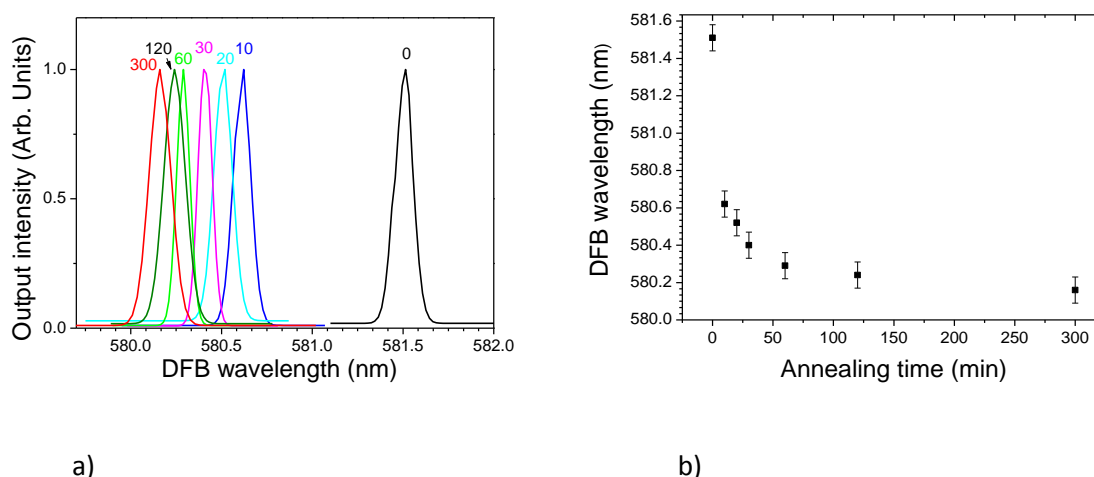 120
300
60
30
20
10
0
1.0
0.5
0.0
Output intensity (Arb. Units)
580.0 580.5 581.0 581.5 582.0
DFB wavelength (nm)
a)
581.6
581.4
581.2
581.0
580.8
580.6
580.4
580.2
580.0
DFB wavelength (nm)
0 50 100 150 200 250 300
Annealing time (min)
b)